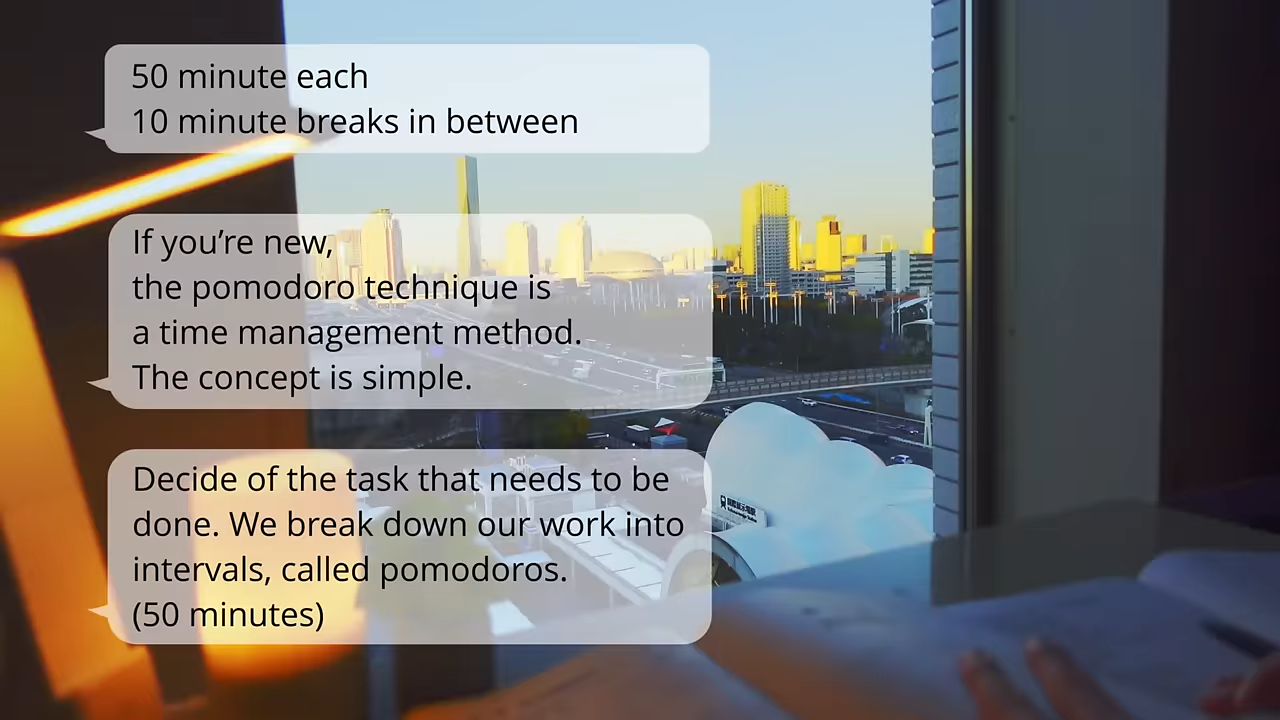 50 minute each
10 minute breaks in between
If you’re new,
the pomodoro technique is
a time management method.
The concept is simple.
Decide of the task that needs to be
done. We break down our work into
intervals, called pomodoros.
(50 minutes)